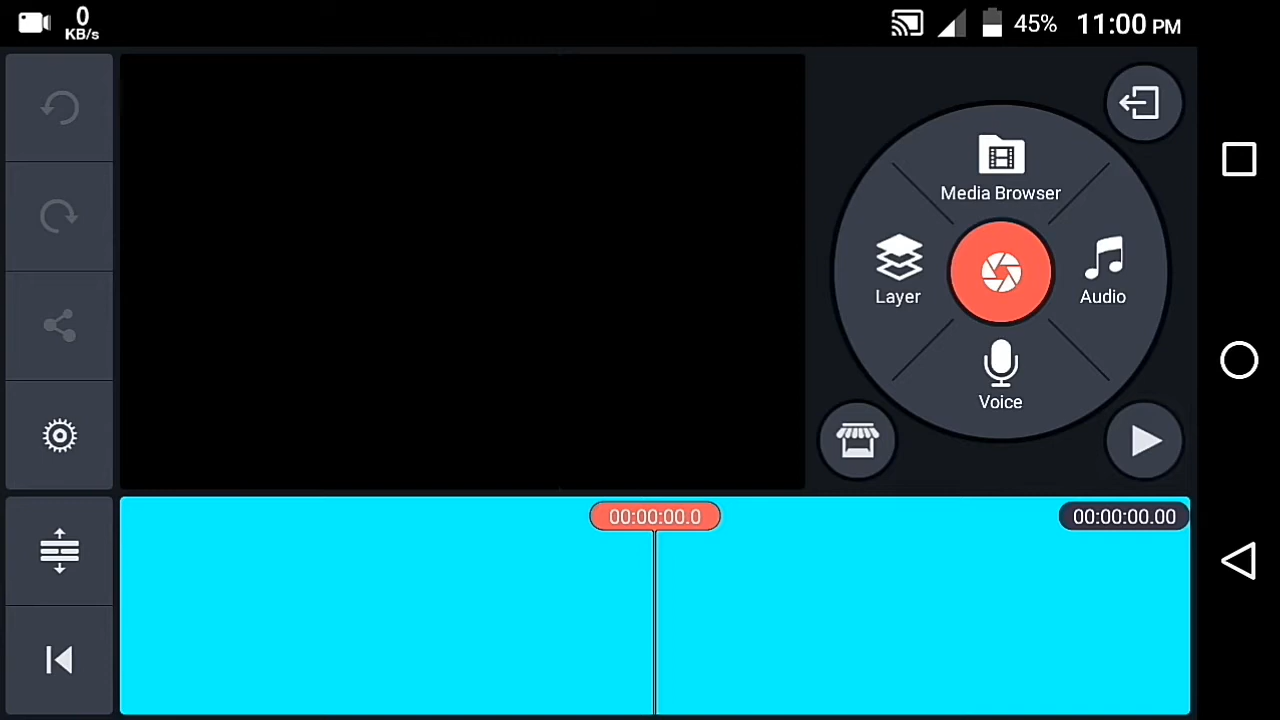 0
KB/s
45%
11:00 PM
Media Browser
Layer
Audio
Voice
00:00:00.0
00:00:00.00